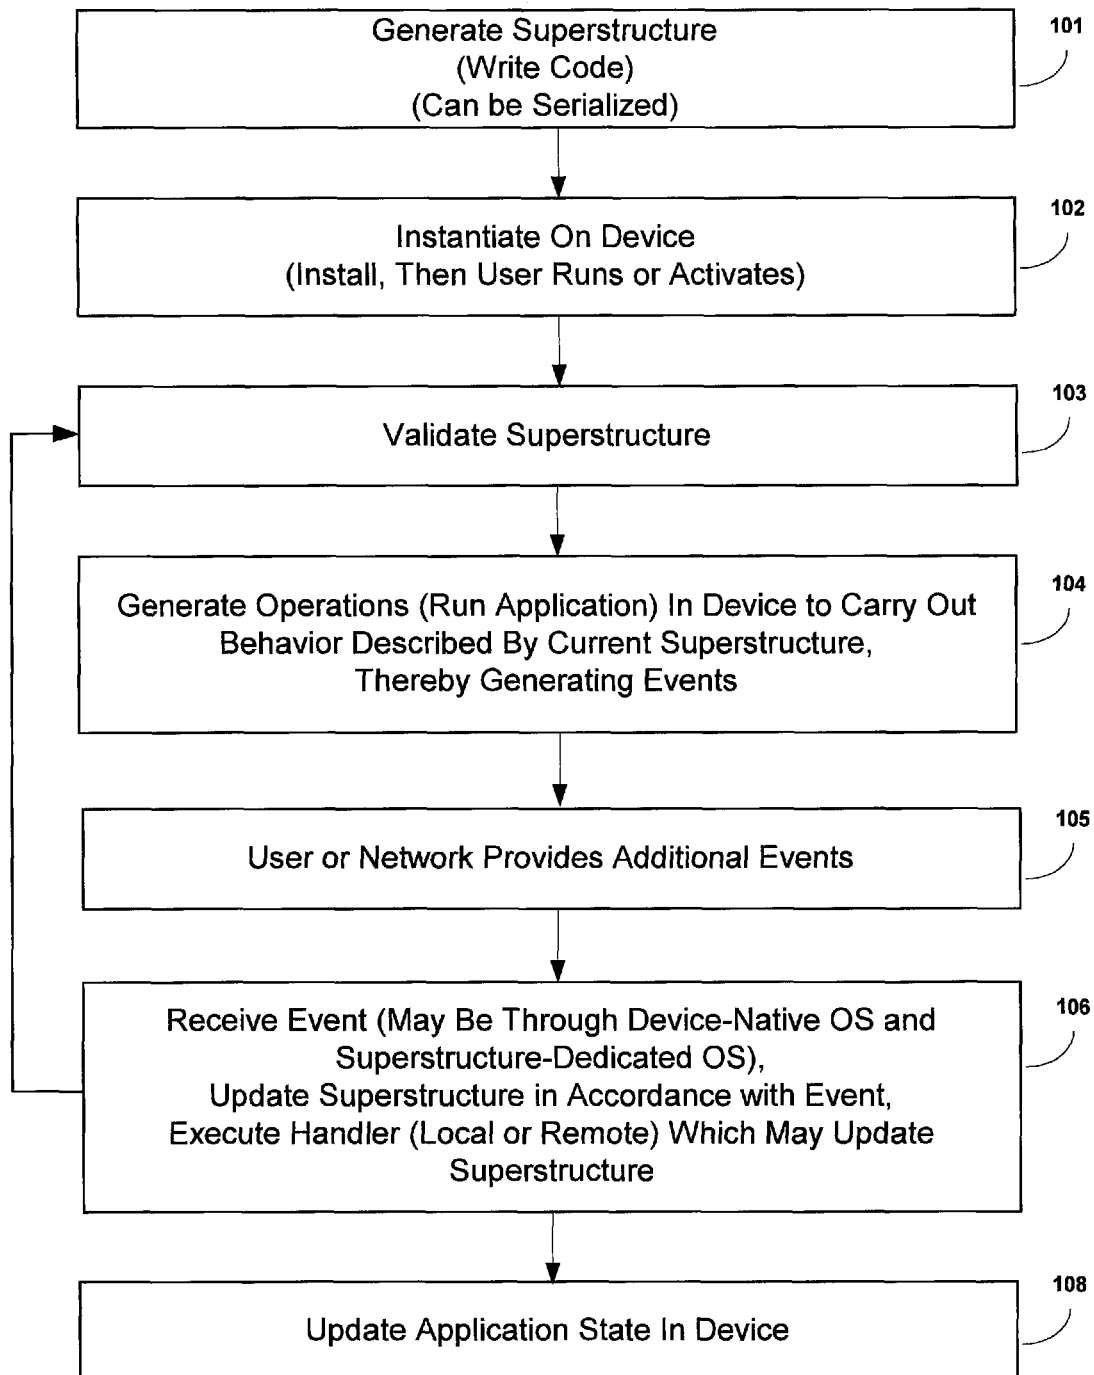 Generate Superstructure
(Write Code)
(Can be Serialized)
101
Instantiate On Device
(Install, Then User Runs or Activates)
102
Validate Superstructure
103
Generate Operations (Run Application) In Device to Carry Out
Behavior Described By Current Superstructure,
Thereby Generating Events
104
User or Network Provides Additional Events
105
Receive Event (May Be Through Device-Native OS and
Superstructure-Dedicated OS),
Update Superstructure in Accordance with Event,
Execute Handler (Local or Remote) Which May Update
Superstructure
106
Update Application State In Device
108